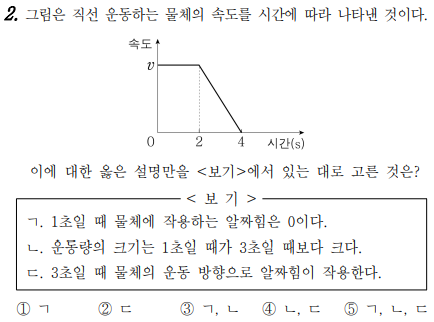 2. 그림은 직선 운동하는 물체의 속도를 시간에 따라 나타낸 것이다.
속도
v
0 2 4 시간(s)
이에 대한 옳은 설명만을 <보기>에서 있는 대로 고른 것은?
< 보 기 >
ㄱ. 1초일 때 물체에 작용하는 알짜힘은 0이다.
ㄴ. 운동량의 크기는 1초일 때가 3초일 때보다 크다.
ㄷ. 3초일 때 물체의 운동 방향으로 알짜힘이 작용한다.
① ㄱ ② ㄷ ③ ㄱ, ㄴ ④ ㄴ, ㄷ ⑤ ㄱ, ㄴ, ㄷ